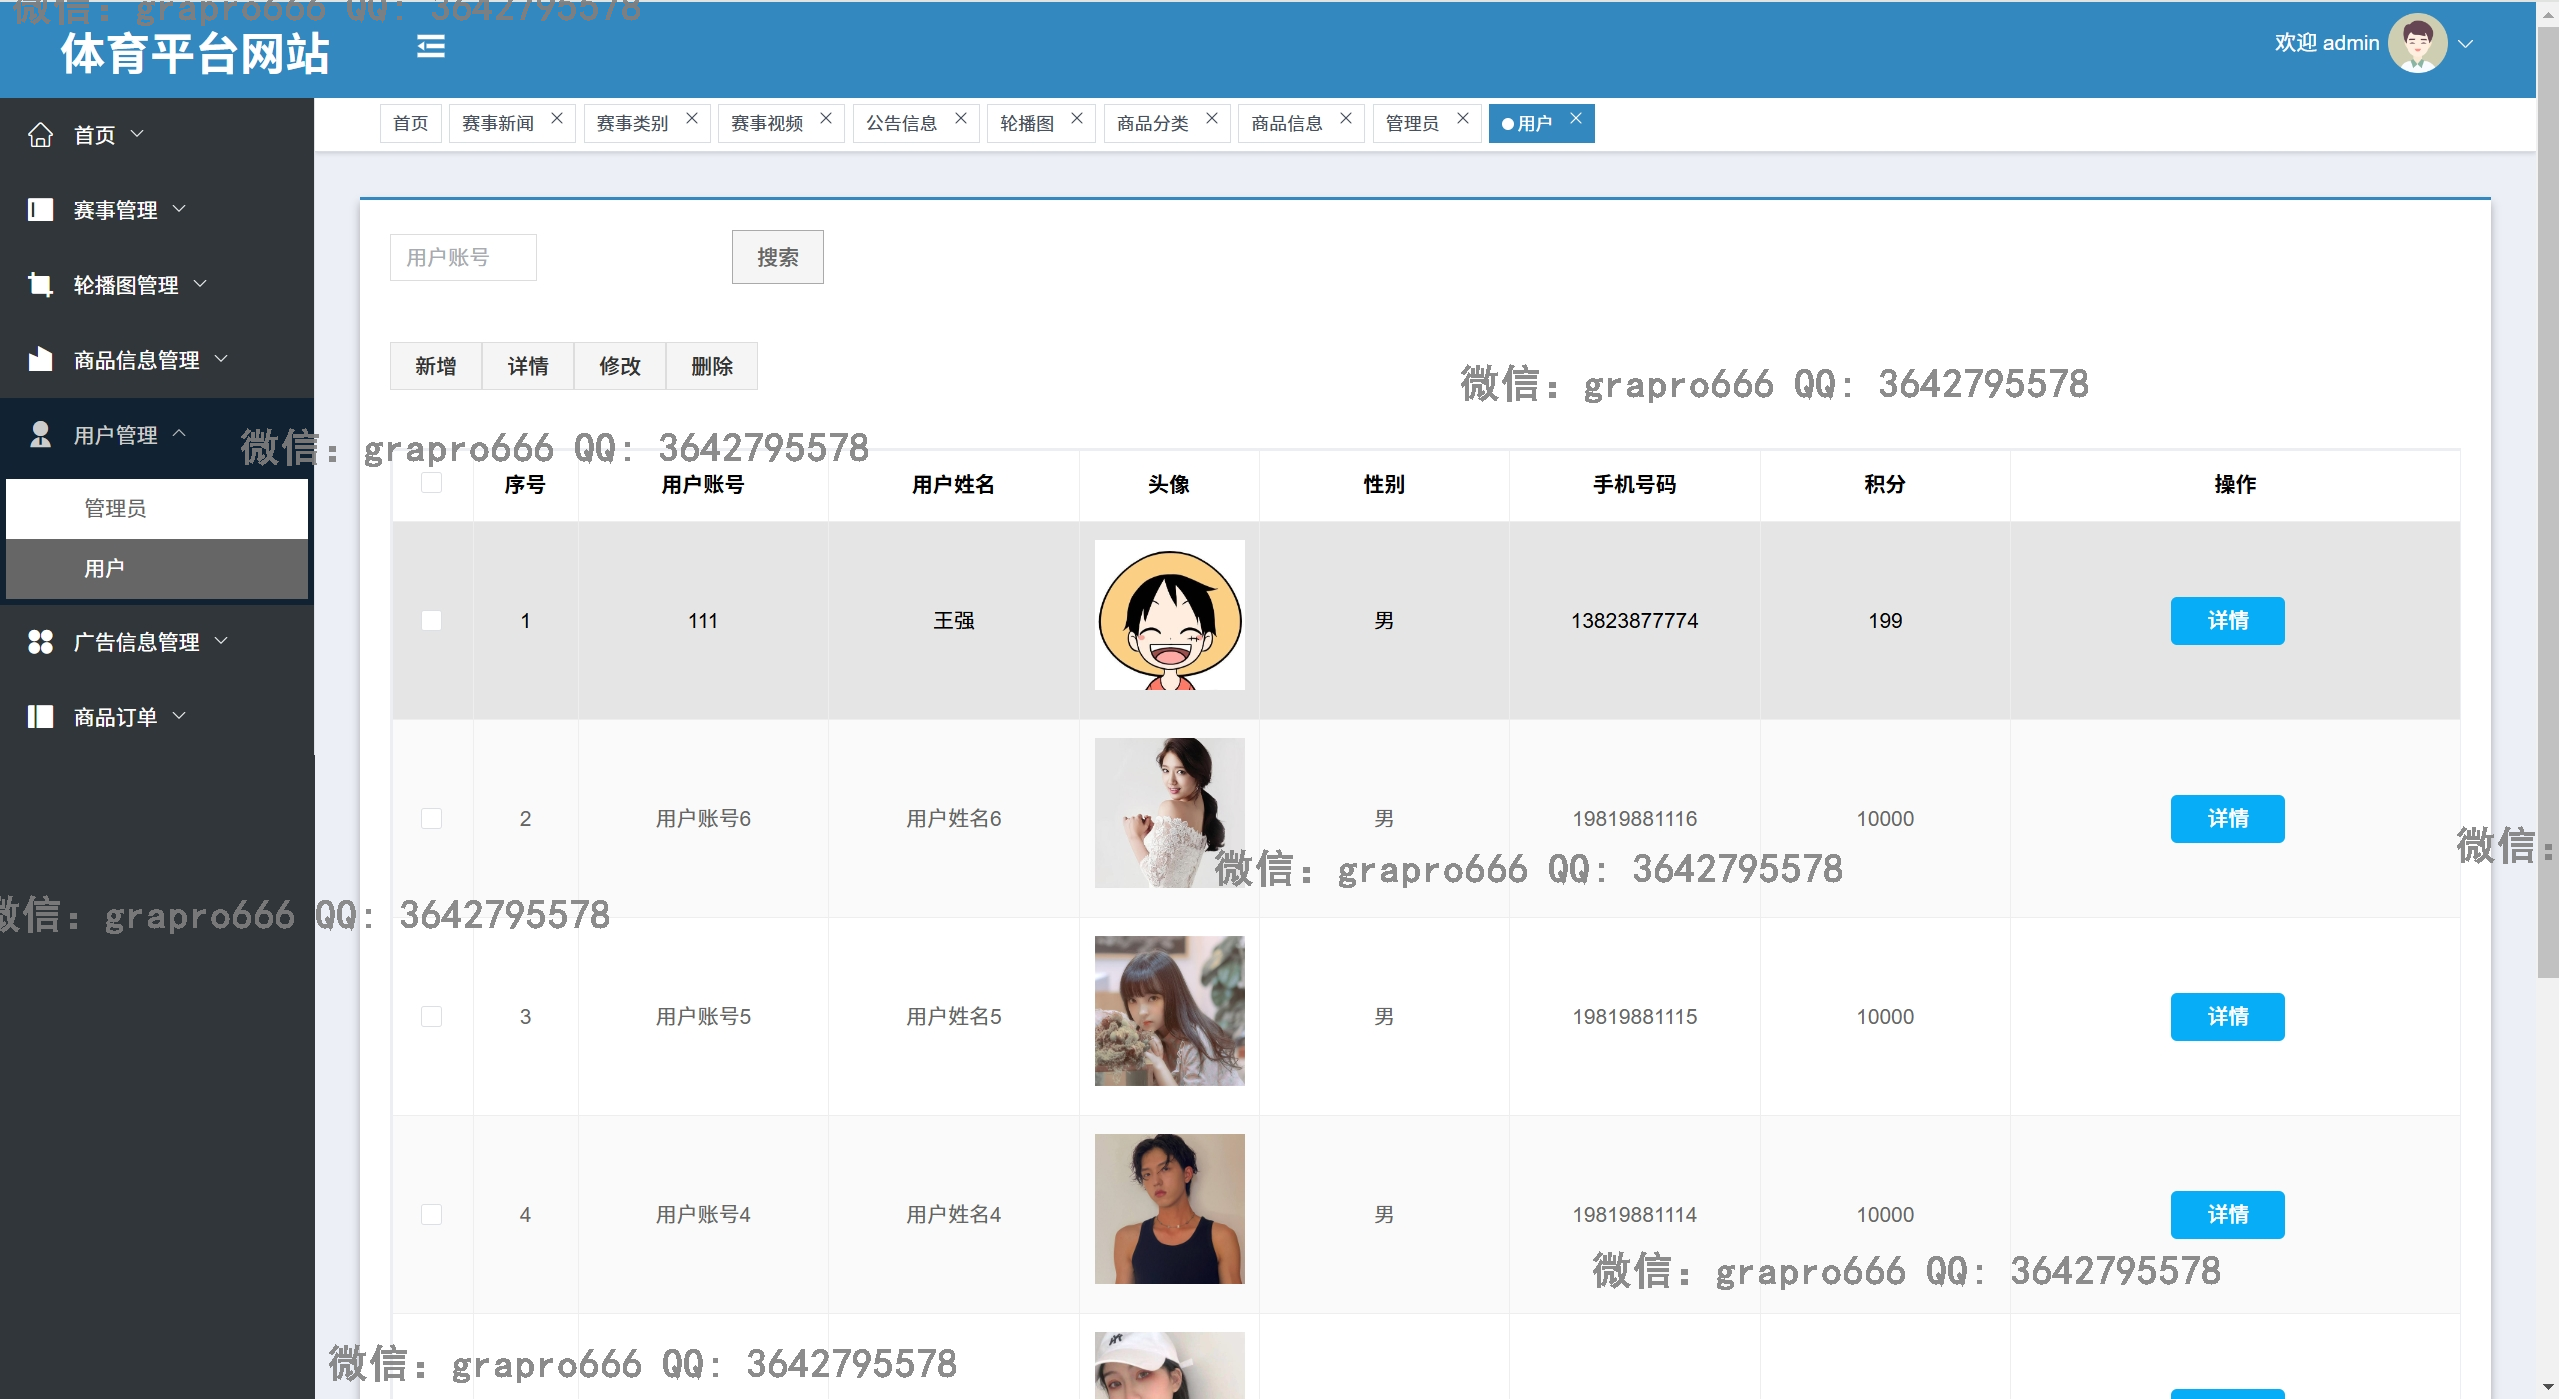 微信: grapro666 QQ: 3642795578
体育平台网站
欢迎 admin
首页
赛事新闻
赛事类别
赛事视频
公告信息
轮播图
商品分类
商品信息
管理员
用户
首页
赛事管理
轮播图管理
商品信息管理
用户管理
管理员
用户
广告信息管理
商品订单
用户账号
搜索
新增 详情 修改 删除
微信: grapro666 QQ: 3642795578
微信: grapro666 QQ: 3642795578
序号 用户账号 用户姓名 头像 性别 手机号码 积分 操作
1 111 王强 男 13823877774 199 详情
2 用户账号6 用户姓名6 男 19819881116 10000 详情
微信: grapro666 QQ: 3642795578
微信:
微信: grapro666 QQ: 3642795578
3 用户账号5 用户姓名5 男 19819881115 10000 详情
4 用户账号4 用户姓名4 男 19819881114 10000 详情
微信: grapro666 QQ: 3642795578
微信: grapro666 QQ: 3642795578